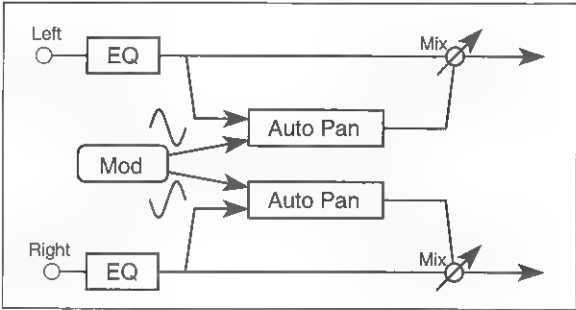 Left
EQ
Mix
Auto Pan
Mod
Auto Pan
Right
EQ
Mix